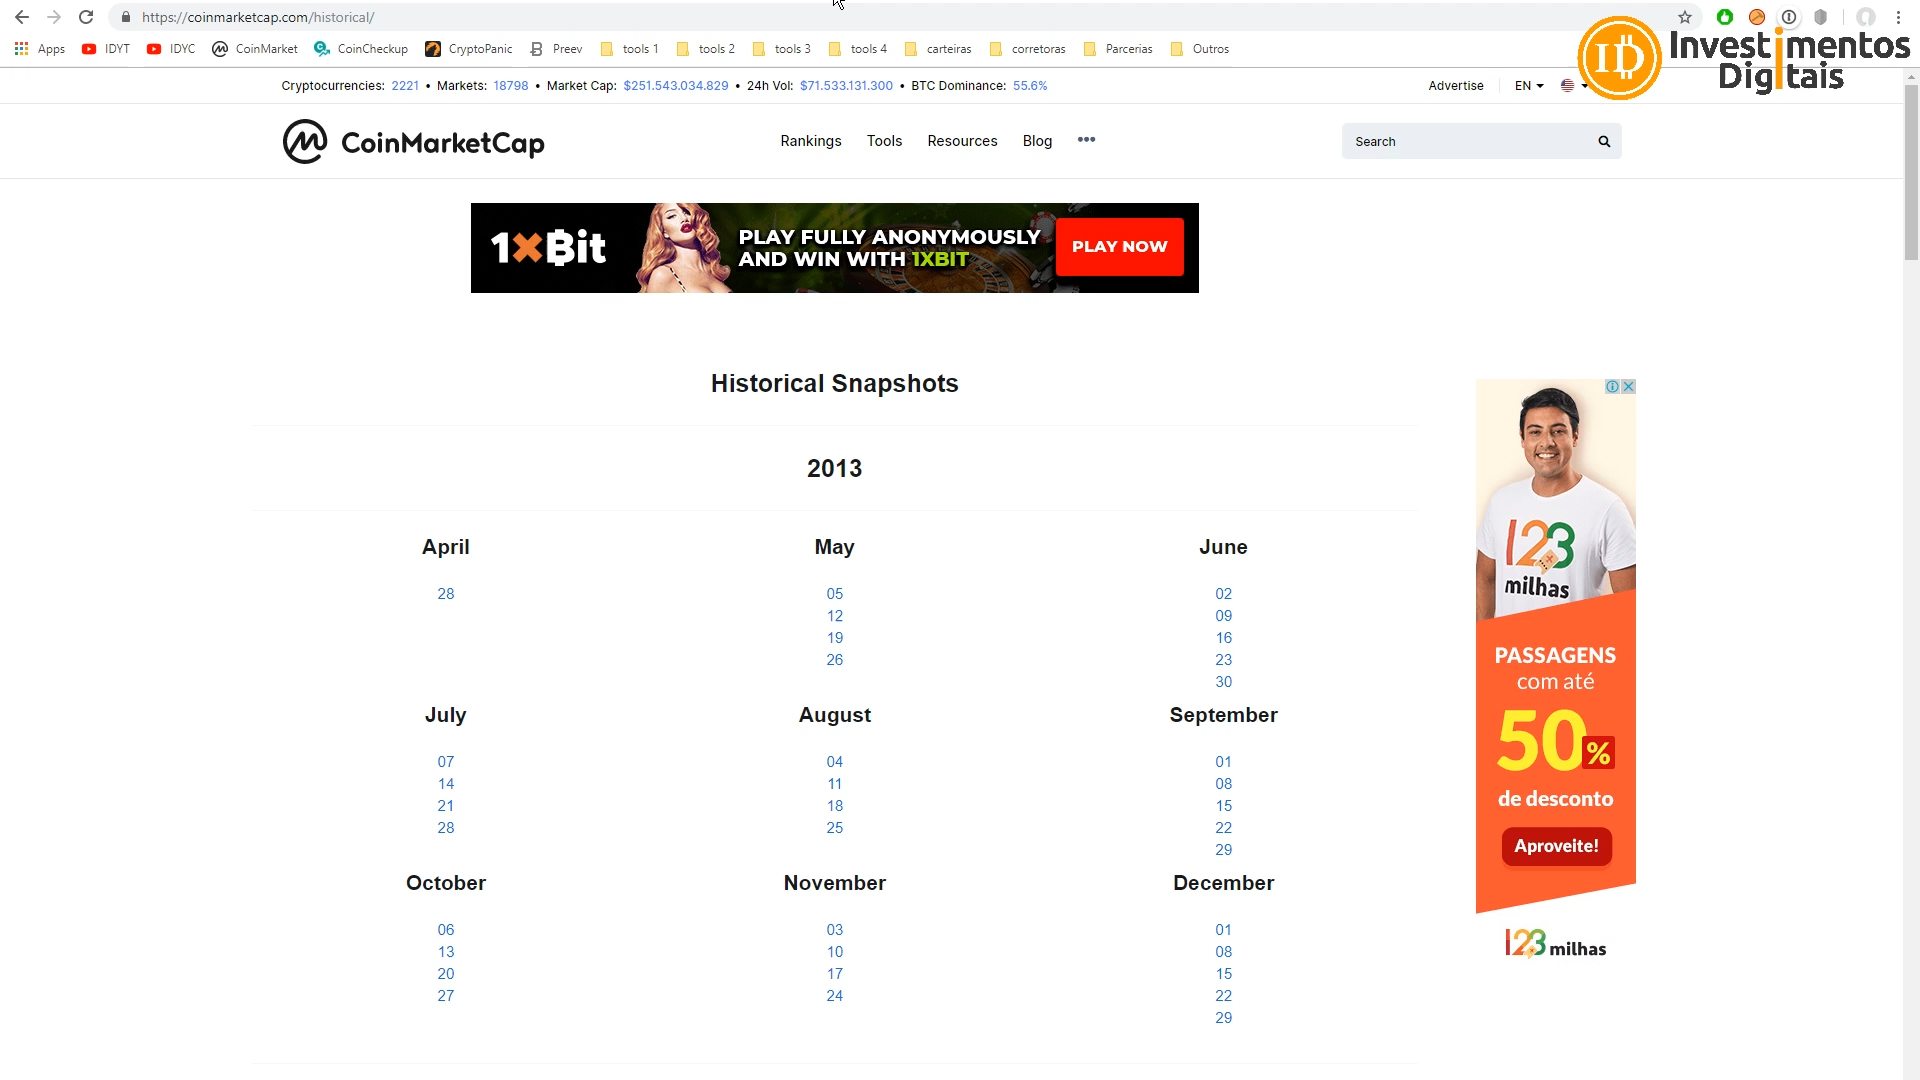 https://coinmarketcap.com/historical/
Apps IDYT IDYC CoinMarket CoinCheckup CryptoPanic Preev tools 1 tools 2 tools 3 tools 4 carteiras corretoras Parcerias Outros
ID Investimentos
Digitais
Cryptocurrencies: 2221 • Markets: 18798 • Market Cap: $251.543.034.829 • 24h Vol: $71.533.131.300 • BTC Dominance: 55.6%
Advertise EN
CoinMarketCap
Rankings Tools Resources Blog •••
Search
1xBit
PLAY FULLY ANONYMOUSLY
AND WIN WITH 1XBIT
PLAY NOW
Historical Snapshots
2013
April May June
28 05 02
12 09
19 16
26 23
30
July August September
07 04 01
14 11 08
21 18 15
28 25 22
29
October November December
06 03 01
13 10 08
20 17 15
27 24 22
29
123
milhas
PASSAGENS
com até
50%
de desconto
Aproveite!
123 milhas